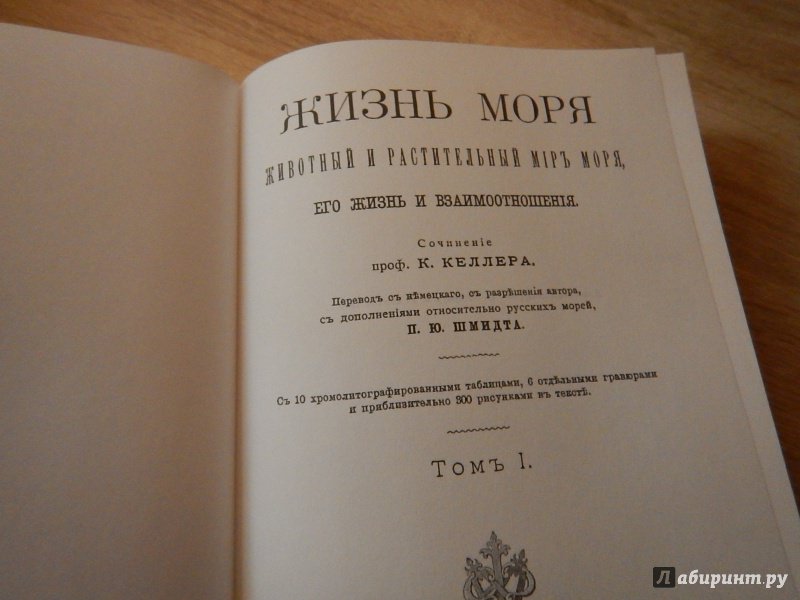 ЖИЗНЬ МОРЯ
ЖИВОТНЫЙ И РАСТИТЕЛЬНЫЙ МІРЪ МОРЯ,
ЕГО ЖИЗНЬ И ВЗАИМООТНОШЕНІЯ.
Сочиненіе
проф. К. КЕЛЛЕРА.
Переводъ съ нѣмецкаго, съ разрѣшенія автора,
съ дополненіями относительно русскихъ морей,
П. Ю. ШМИДТА.
Съ 10 хромолитографированными таблицами, 6 отдѣльными гравюрами
и приблизительно 300 рисунками въ текстѣ.
Томъ I.
Лабиринт.ру